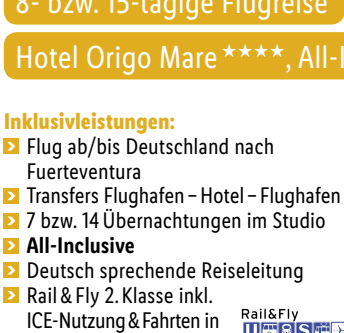 8- bzw. 15-tägige Flugreise
Hotel Origo Mare ★★★★, All-I
Inklusivleistungen:
Flug ab/bis Deutschland nach
Fuerteventura
Transfers Flughafen – Hotel – Flughafen
7 bzw. 14 Übernachtungen im Studio
All-Inclusive
Deutsch sprechende Reiseleitung
Rail & Fly 2. Klasse inkl.
ICE-Nutzung & Fahrten in
Rail&Fly